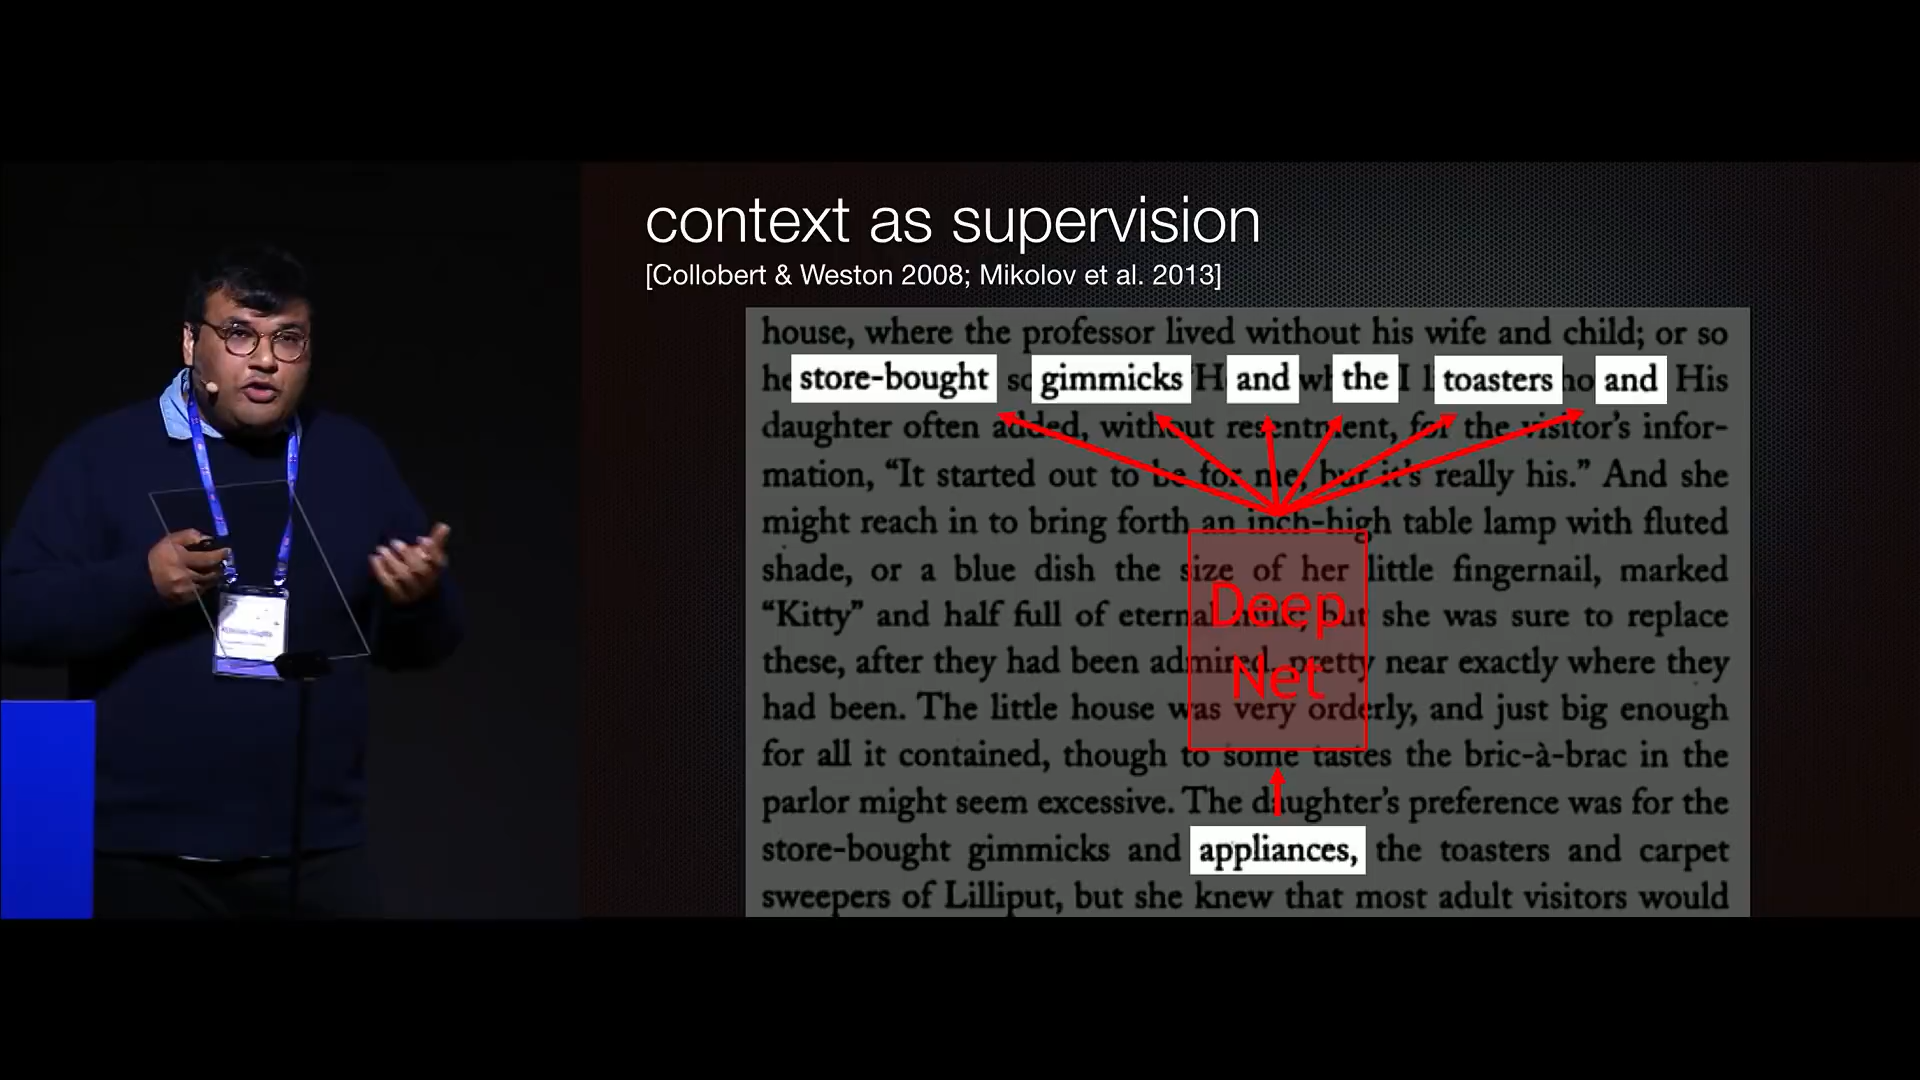 context as supervision
[Collobert & Weston 2008; Mikolov et al. 2013]
house, where the professor lived without his wife and child; or so
he store-bought gimmicks and the I toasters and His
daughter often added, without resentment, for the visitor's infor-
mation, “It started out to be for me, but it's really his.” And she
might reach in to bring forth an inch-high table lamp with fluted
shade, or a blue dish the size of her little fingernail, marked
“Kitty” and half full of eternal but she was sure to replace
Deep
these, after they had been admired, pretty near exactly where they
Net
had been. The little house was very orderly, and just big enough
for all it contained, though to some tastes the bric-à-brac in the
parlor might seem excessive. The daughter's preference was for the
store-bought gimmicks and appliances, the toasters and carpet
sweepers of Lilliput, but she knew that most adult visitors would